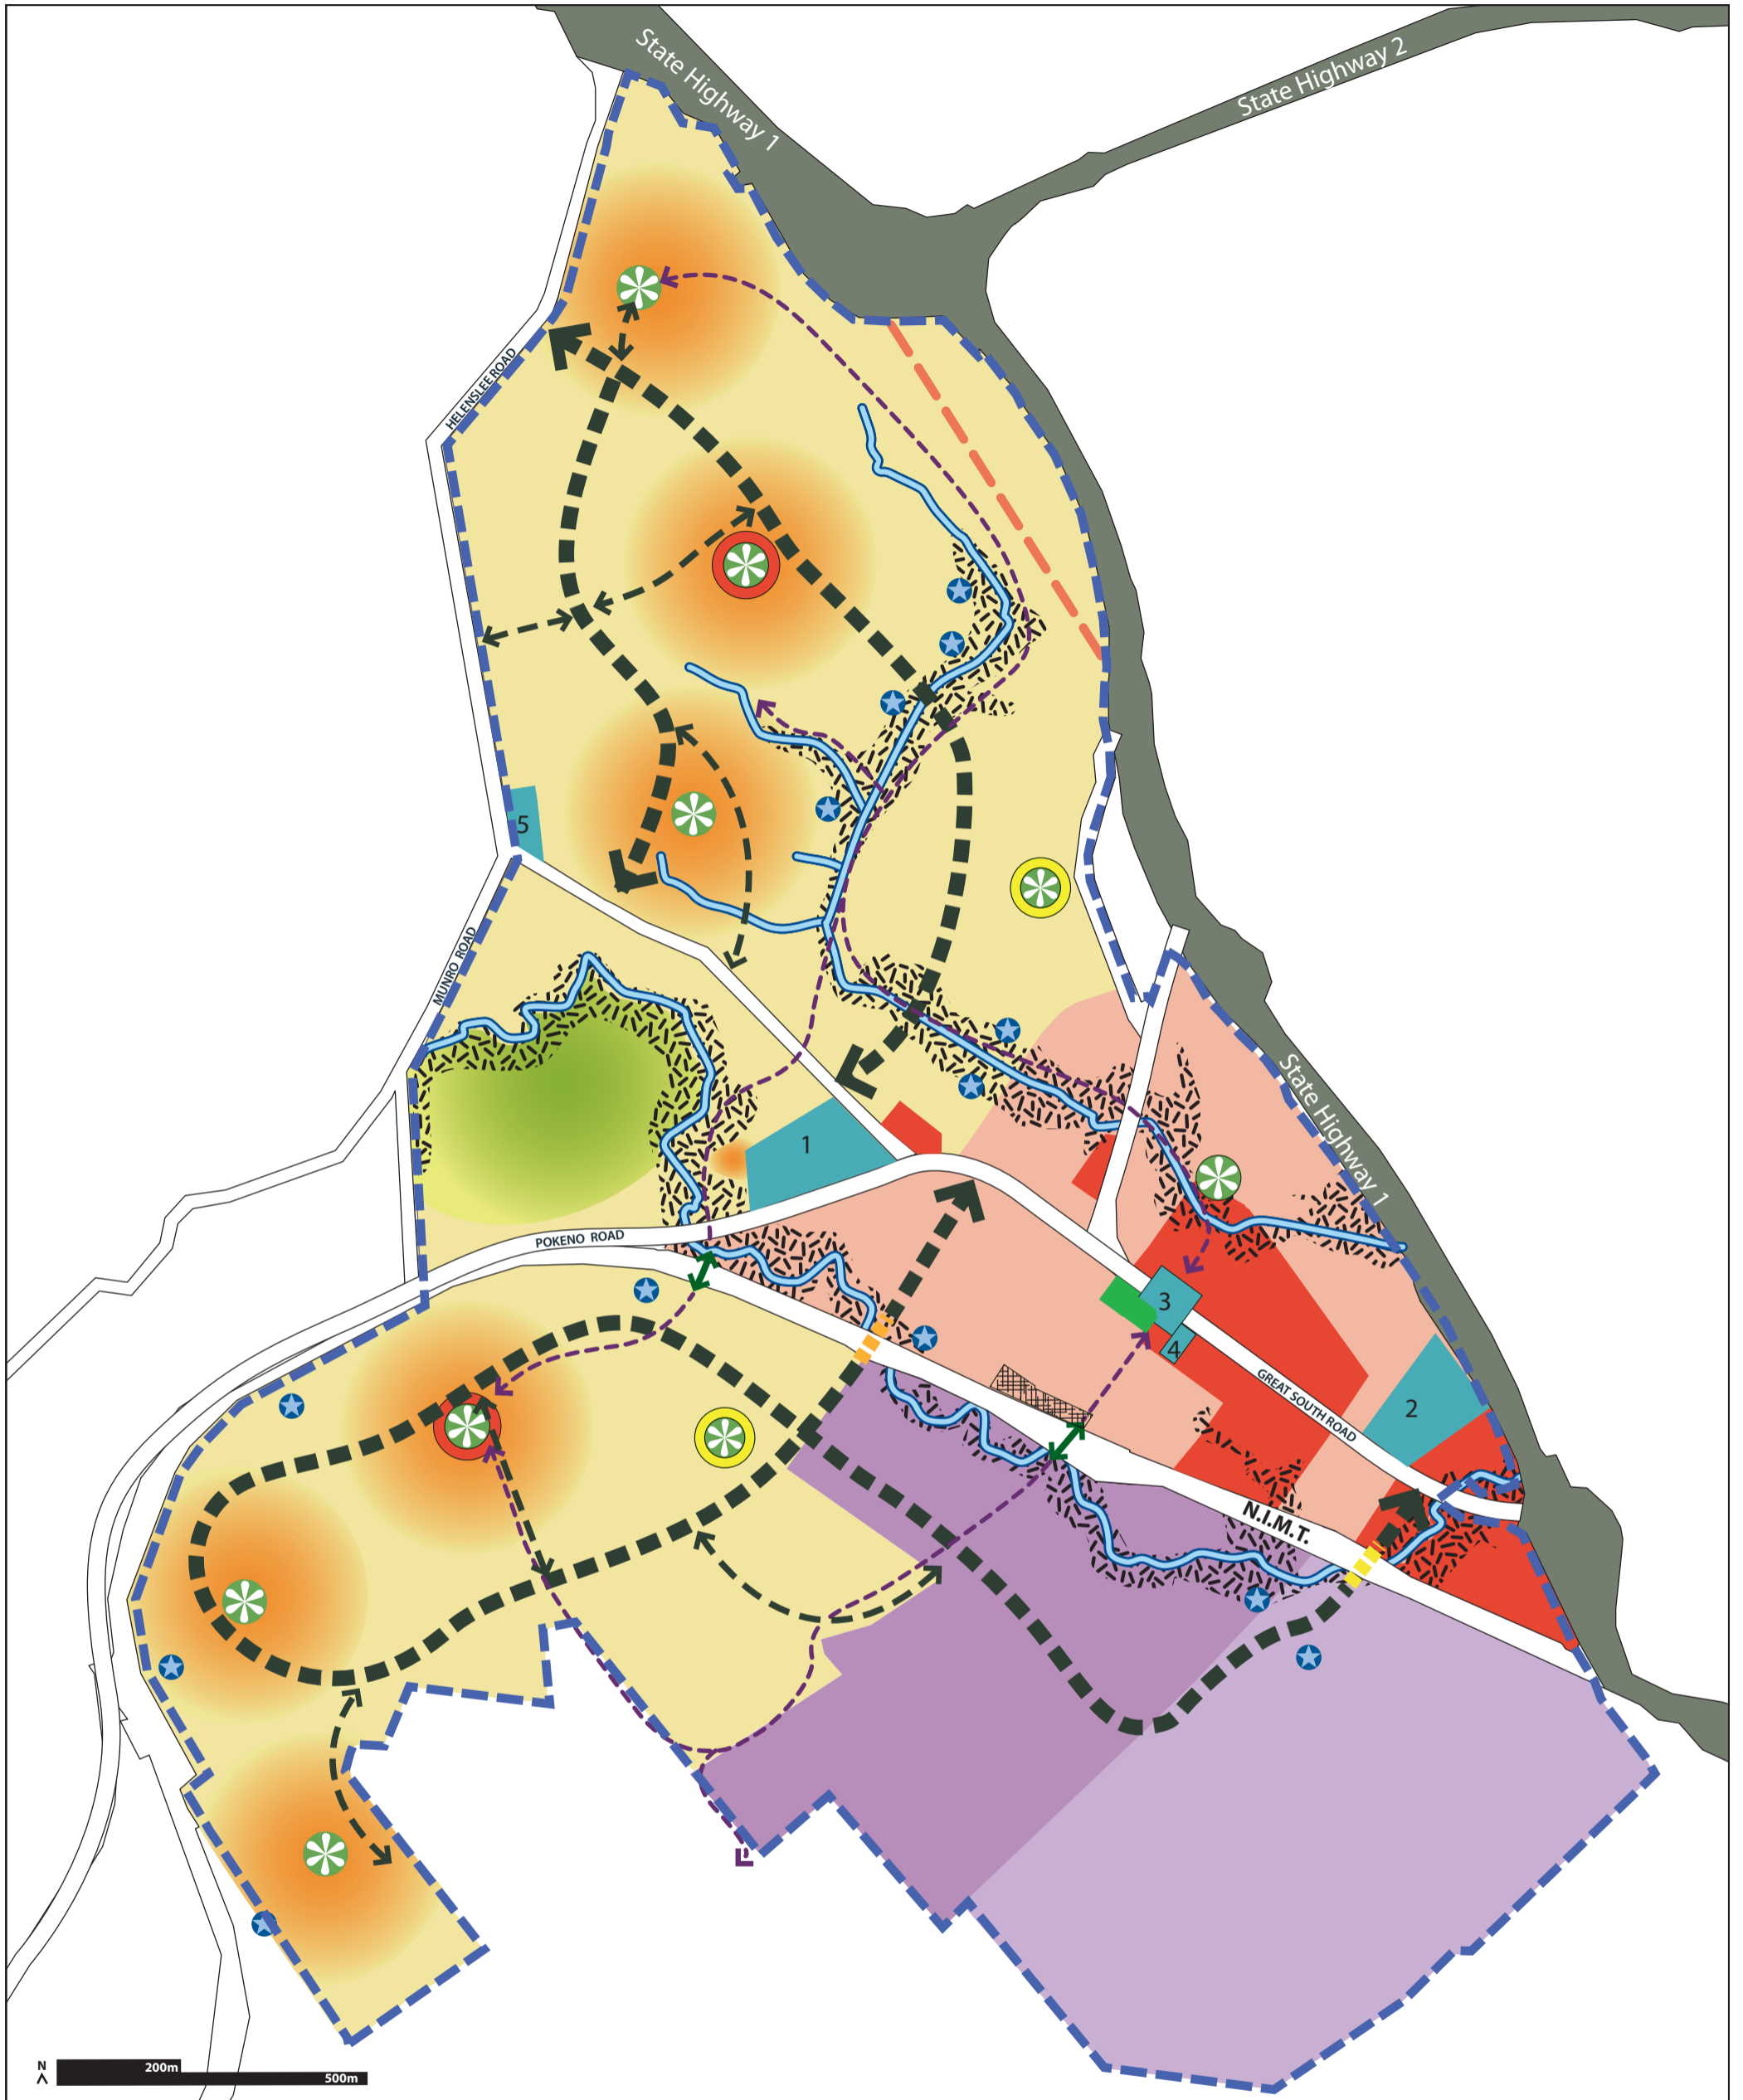 State Highway 1
State Highway 2
HELENSLEE ROAD
5
MUNRO ROAD
1
State Highway 1
POKENO ROAD
3
4
GREAT SOUTH ROAD
2
N.I.M.T.
N
200m
500m